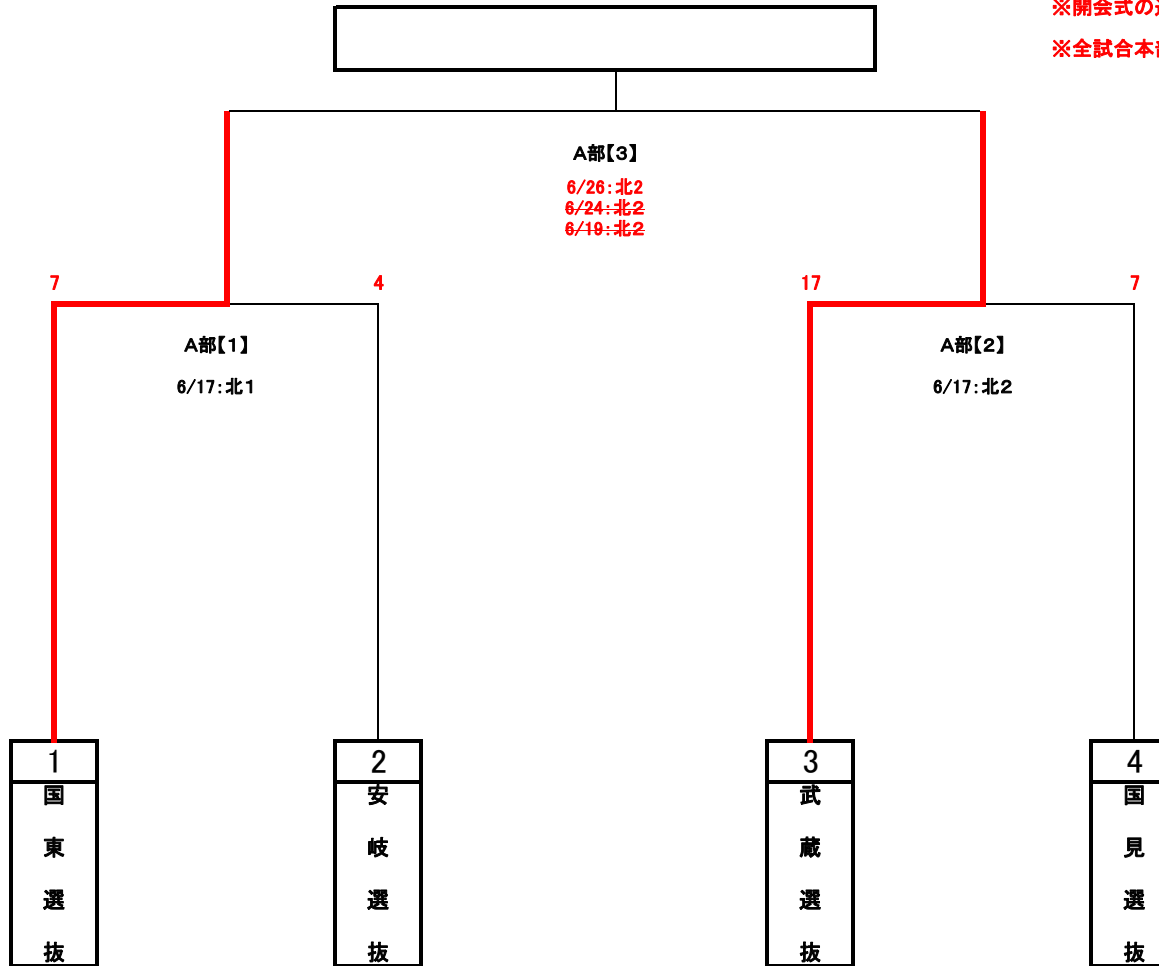 ※開会式の
※全試合本
A部【3】
6/26:北2
6/24:北2
6/19:北2
7
4
17
7
A部【1】
A部【2】
6/17:北1
6/17:北2
1
2
3
4
国東選抜
安岐選抜
武蔵選抜
国見選抜